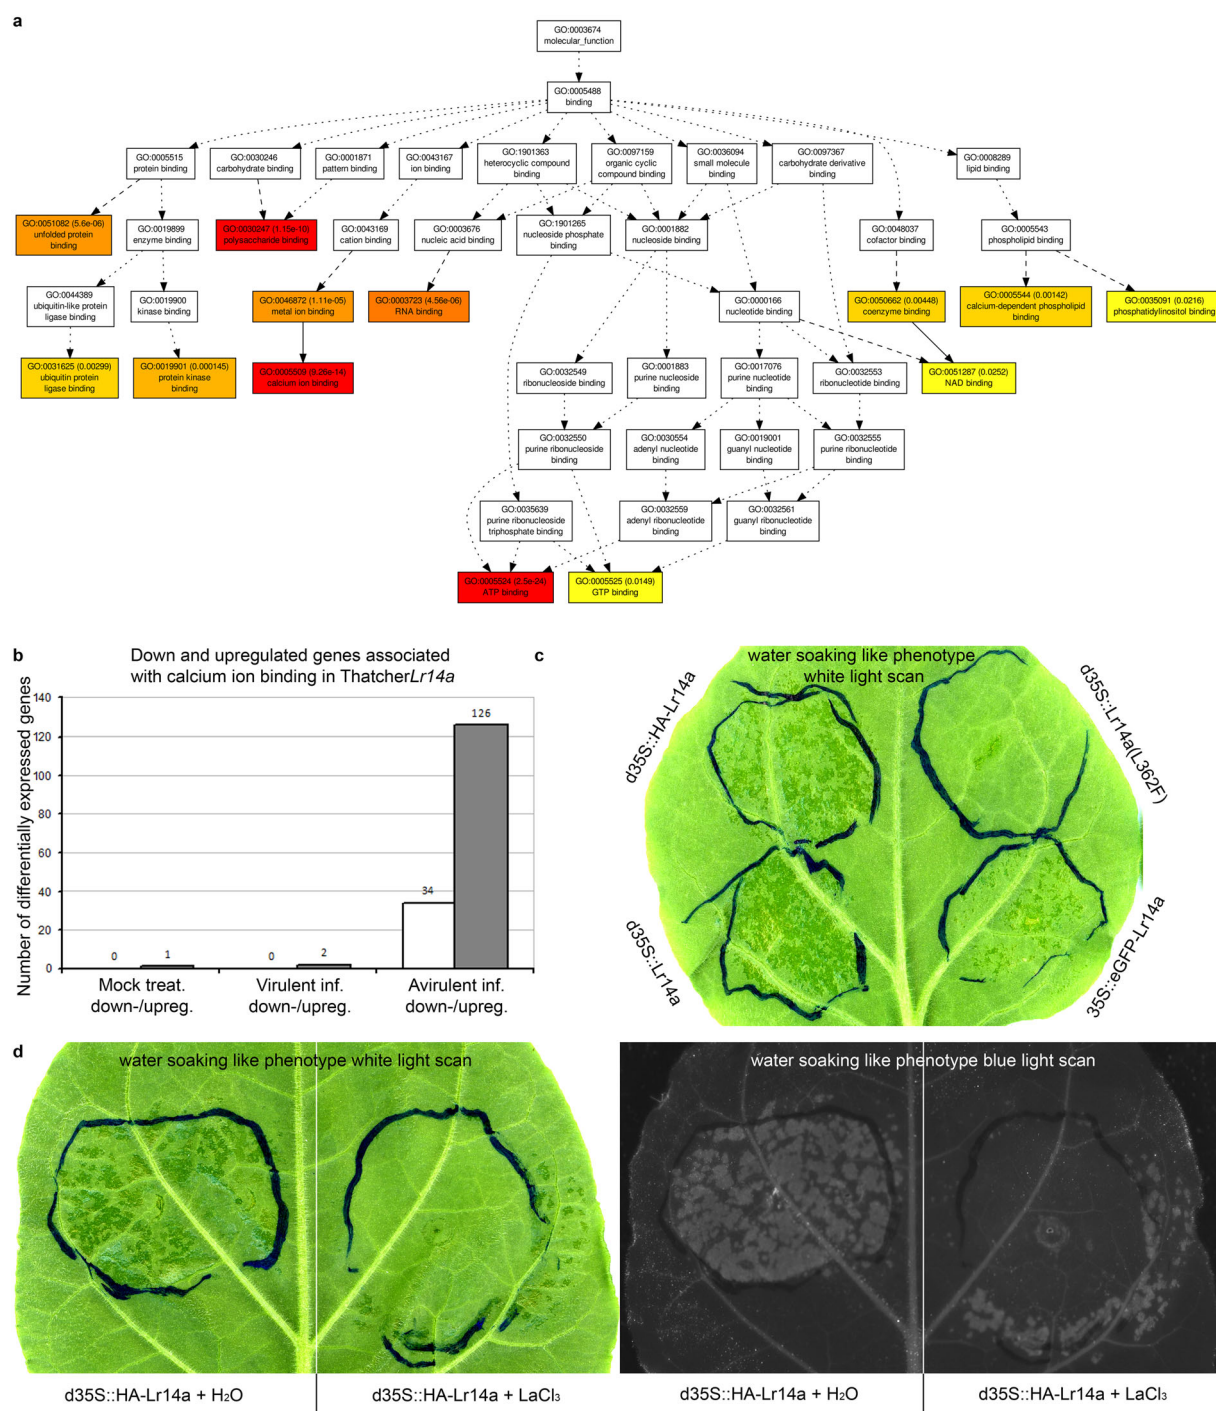 a
GO:0003674
molecular_function
GO:0005488
binding
GO:0005515
protein binding
GO:0030246
carbohydrate binding
GO:0001871
pattern binding
GO:0043167
ion binding
GO:1901363
heterocyclic compound
binding
GO:0097159
organic cyclic
compound binding
GO:0036094
small molecule
binding
GO:0097367
carbohydrate derivative
binding
GO:0008289
lipid binding
GO:0051082 (5.6e-06)
unfolded protein
binding
GO:0019899
enzyme binding
GO:0030247 (1.15e-10)
polysaccharide binding
GO:0043169
cation binding
GO:0003676
nucleic acid binding
GO:1901265
nucleoside phosphate
binding
GO:0001882
nucleoside binding
GO:0048037
cofactor binding
GO:0005543
phospholipid binding
GO:0044389
ubiquitin-like protein
ligase binding
GO:0019900
kinase binding
GO:0046872 (1.11e-05)
metal ion binding
GO:0003723 (4.56e-06)
RNA binding
GO:0000166
nucleotide binding
GO:0050662 (0.00448)
coenzyme binding
GO:0005544 (0.00142)
calcium-dependent phospholipid
binding
GO:0035091 (0.0216)
phosphatidylinositol binding
GO:0031625 (0.00299)
ubiquitin protein
ligase binding
GO:0019901 (0.000145)
protein kinase
binding
GO:0005509 (9.26e-14)
calcium ion binding
GO:0032549
ribonucleoside binding
GO:0001883
purine nucleoside
binding
GO:0017076
purine nucleotide
binding
GO:0032553
ribonucleotide binding
GO:0051287 (0.0252)
NAD binding
GO:0032550
purine ribonucleoside
binding
GO:0030554
adenyl nucleotide
binding
GO:0019001
guanyl nucleotide
binding
GO:0032555
purine ribonucleotide
binding
GO:0035639
purine ribonucleoside
triphosphate binding
GO:0032559
adenyl ribonucleotide
binding
GO:0032561
guanyl ribonucleotide
binding
GO:0005524 (2.5e-24)
ATP binding
GO:0005525 (0.0149)
GTP binding
b
Down and upregulated genes associated
with calcium ion binding in ThatcherLr14a
Number of differentially expressed genes
140
120
100
80
60
40
20
0
0
1
0
2
34
126
Mock treat.
down-/upreg.
Virulent inf.
down-/upreg.
Avirulent inf.
down-/upreg.
c
water soaking like phenotype
white light scan
d35S::HA-Lr14a
d35S::Lr14a(L362F)
d35S::Lr14a
35S::eGFP-Lr14a
d
water soaking like phenotype white light scan
water soaking like phenotype blue light scan
d35S::HA-Lr14a + H₂O
d35S::HA-Lr14a + LaCl₃
d35S::HA-Lr14a + H₂O
d35S::HA-Lr14a + LaCl₃